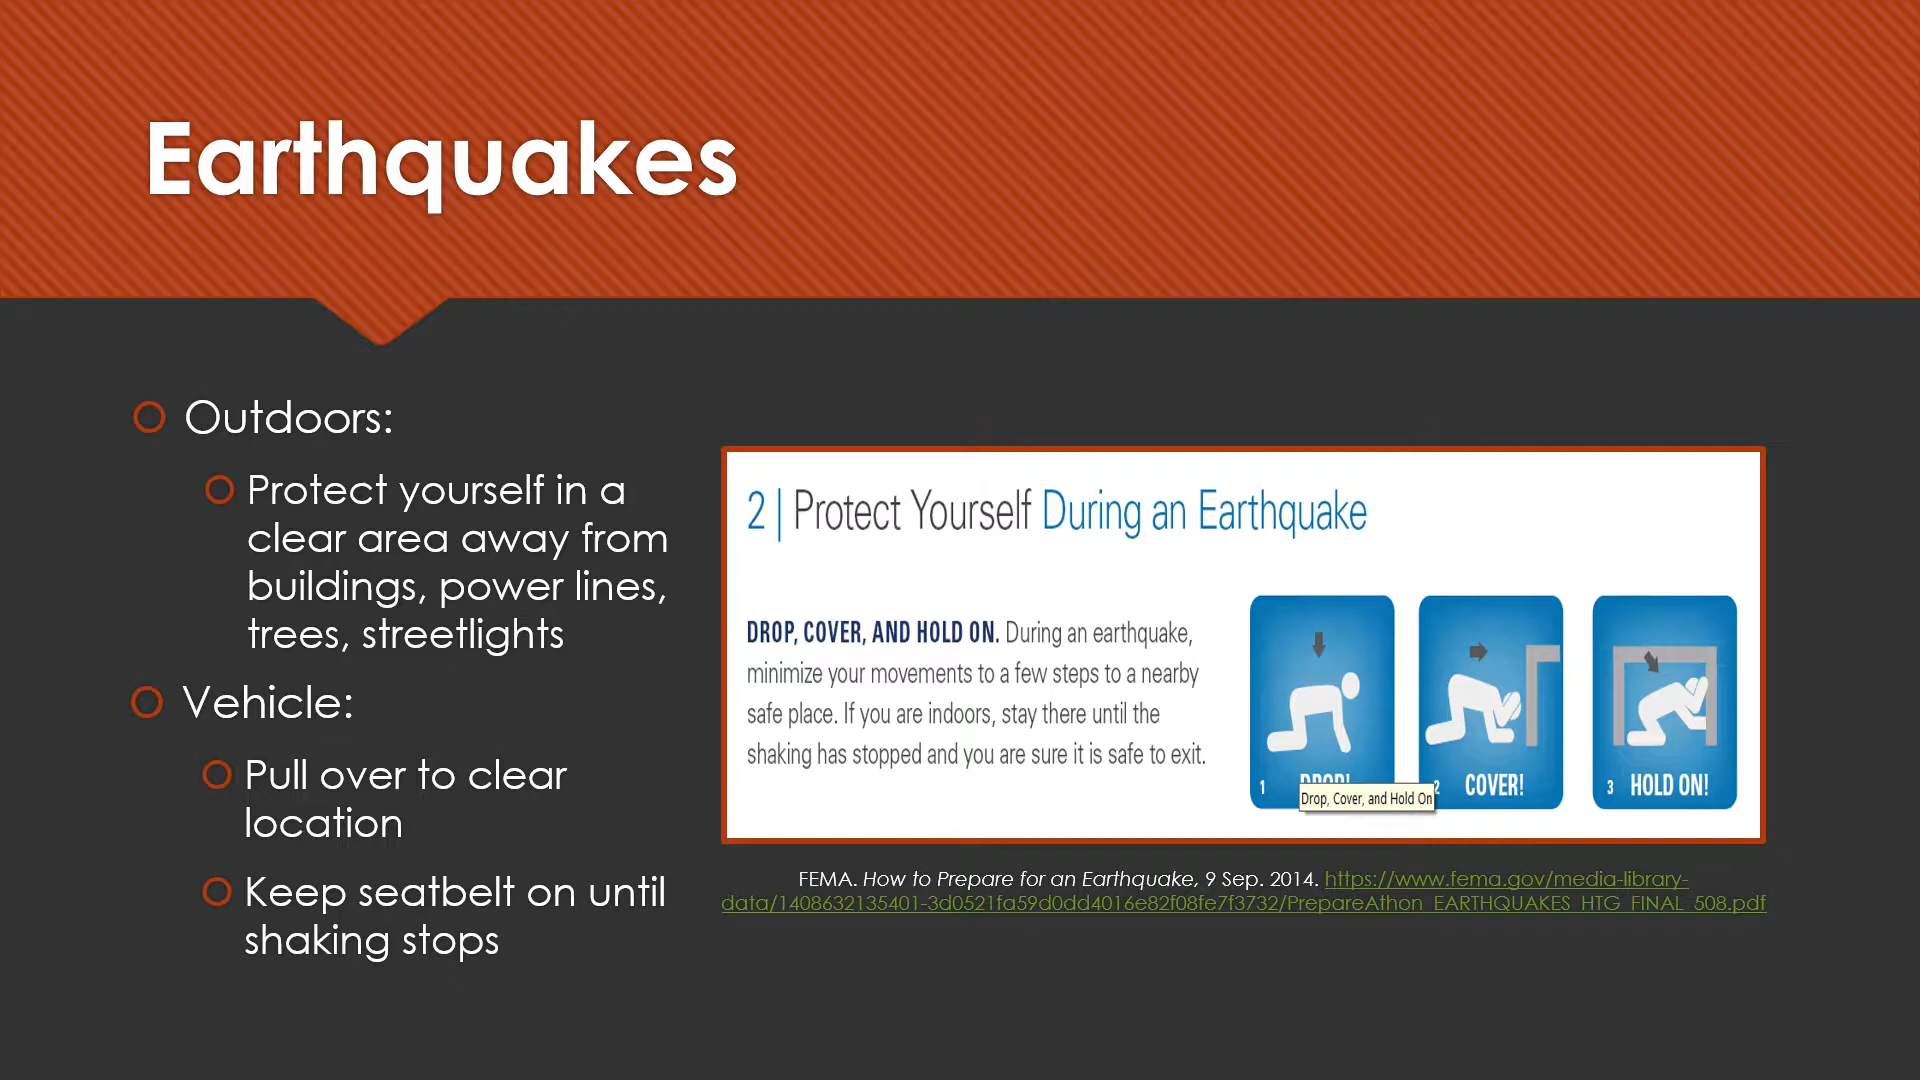 Earthquakes
Outdoors:
Protect yourself in a
clear area away from
buildings, power lines,
trees, streetlights
Vehicle:
Pull over to clear
location
Keep seatbelt on until
shaking stops
2 | Protect Yourself During an Earthquake
DROP, COVER, AND HOLD ON. During an earthquake,
minimize your movements to a few steps to a nearby
safe place. If you are indoors, stay there until the
shaking has stopped and you are sure it is safe to exit.
1 DROP!
Drop, Cover, and Hold On
2 COVER!
3 HOLD ON!
FEMA. How to Prepare for an Earthquake, 9 Sep. 2014. https://www.fema.gov/media-library-
data/1408632135401-3d0521fa59d0dd4016e82f08fe7f3732/PrepareAthon_EARTHQUAKES_HTG_FINAL_508.pdf